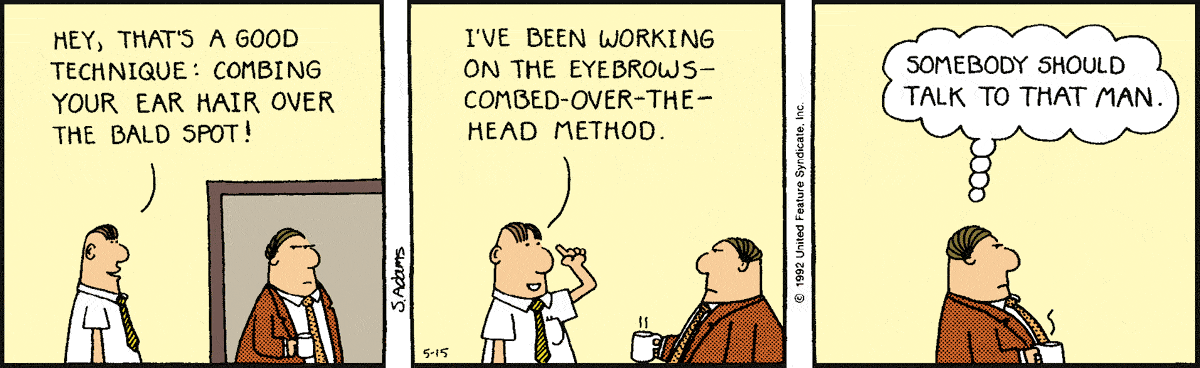 HEY, THAT'S A GOOD
TECHNIQUE: COMBING
YOUR EAR HAIR OVER
THE BALD SPOT!
S.Adams
I'VE BEEN WORKING
ON THE EYEBROWS-
COMBED-OVER-THE-
HEAD METHOD.
5-15
© 1992 United Feature Syndicate, Inc.
SOMEBODY SHOULD
TALK TO THAT MAN.